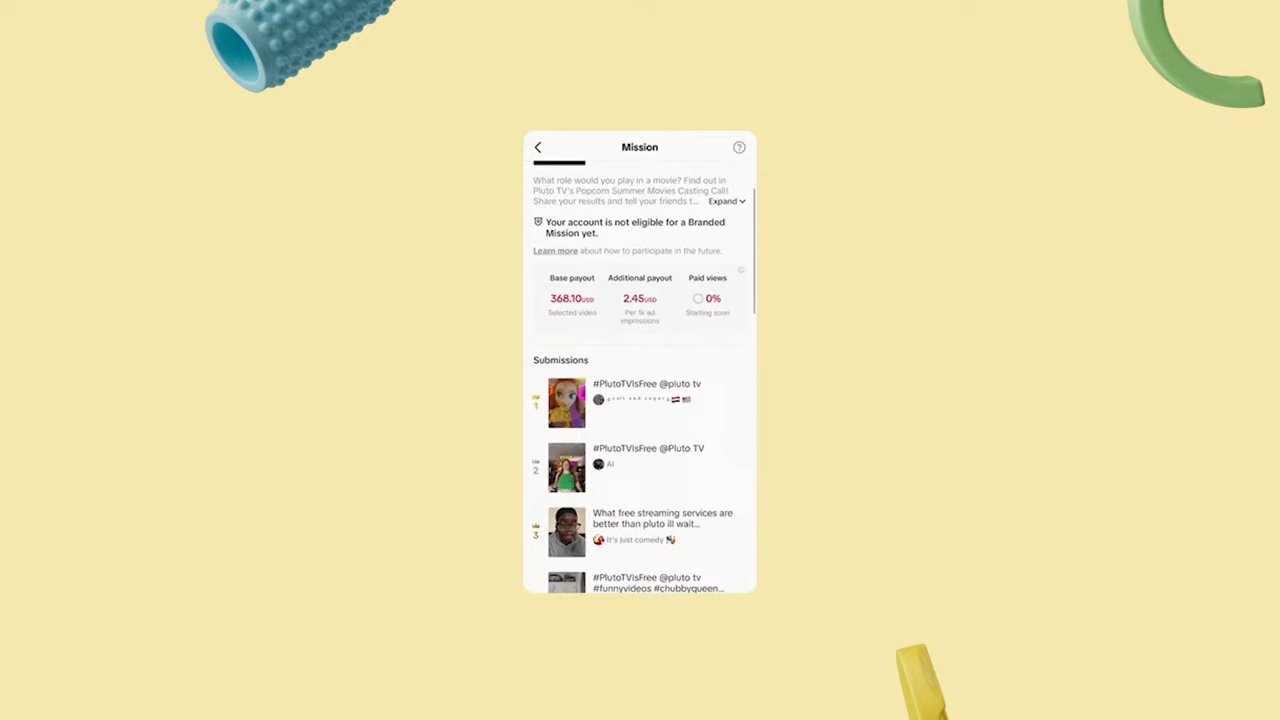 Mission
What role would you play in a movie? Find out in
Pluto TV's Popcorn Summer Movies Casting Call!
Share your results and tell your friends t... Expand
Your account is not eligible for a Branded
Mission yet.
Learn more about how to participate in the future.
Base payout Additional payout Paid views
368.10USD 2.45USD 0%
Selected video Per 1k ad impressions Starting soon
Submissions
1
#PlutoTVIsFree @pluto tv
2
#PlutoTVIsFree @Pluto TV
3
What free streaming services are
better than pluto ill wait...
It's just comedy
#PlutoTVIsFree @pluto tv
#funnyvideos #chubbyqueen...